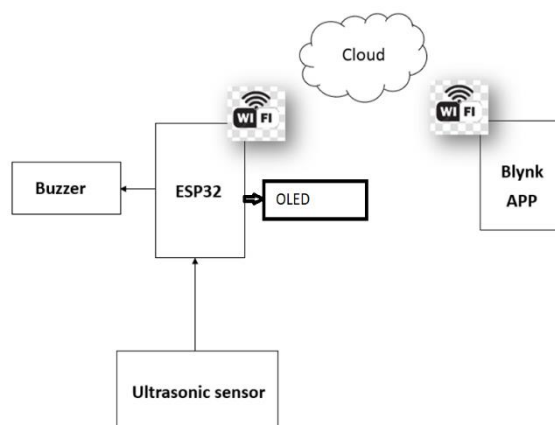 Cloud
WI FI
WI FI
Buzzer
ESP32
OLED
Blynk
APP
Ultrasonic sensor